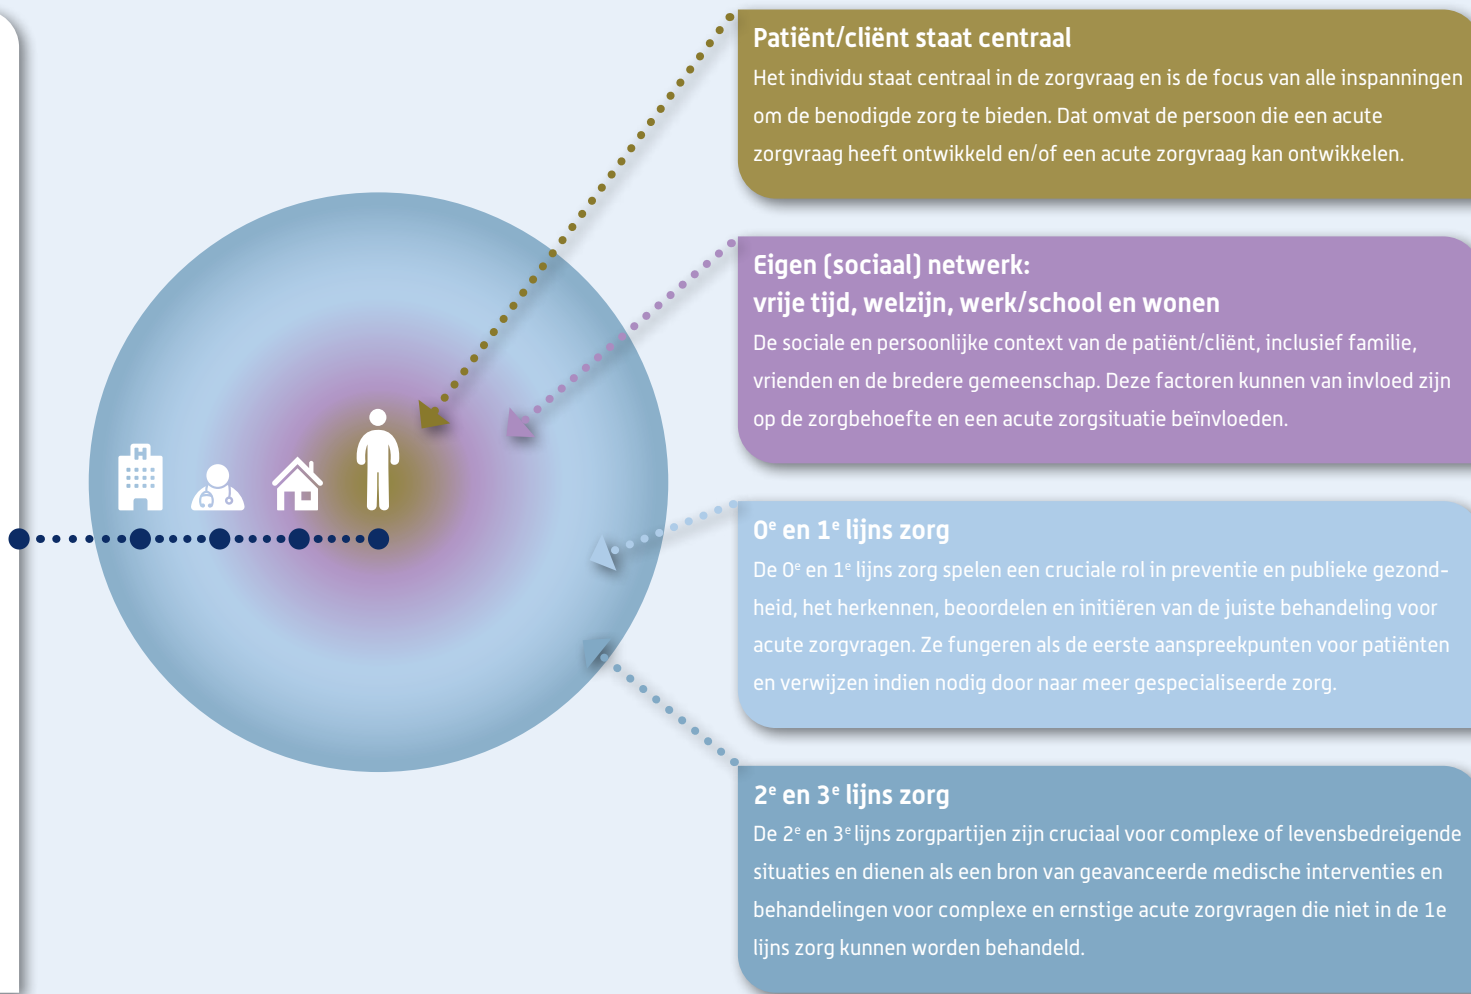 Patiënt/cliënt staat centraal
Het individu staat centraal in de zorgvraag en is de focus van alle inspanningen
om de benodigde zorg te bieden. Dat omvat de persoon die een acute
zorgvraag heeft ontwikkeld en/of een acute zorgvraag kan ontwikkelen.
Eigen (sociaal) netwerk:
vrije tijd, welzijn, werk/school en wonen
De sociale en persoonlijke context van de patiënt/cliënt, inclusief familie,
vrienden en de bredere gemeenschap. Deze factoren kunnen van invloed zijn
op de zorgbehoefte en een acute zorgsituatie beïnvloeden.
0ᵉ en 1ᵉ lijns zorg
De 0ᵉ en 1ᵉ lijns zorg spelen een cruciale rol in preventie en publieke gezond-
heid, het herkennen, beoordelen en initiëren van de juiste behandeling voor
acute zorgvragen. Ze fungeren als de eerste aanspreekpunten voor patiënten
en verwijzen indien nodig door naar meer gespecialiseerde zorg.
2ᵉ en 3ᵉ lijns zorg
De 2ᵉ en 3ᵉ lijns zorgpartijen zijn cruciaal voor complexe of levensbedreigende
situaties en dienen als een bron van geavanceerde medische interventies en
behandelingen voor complexe en ernstige acute zorgvragen die niet in de 1e
lijns zorg kunnen worden behandeld.
H